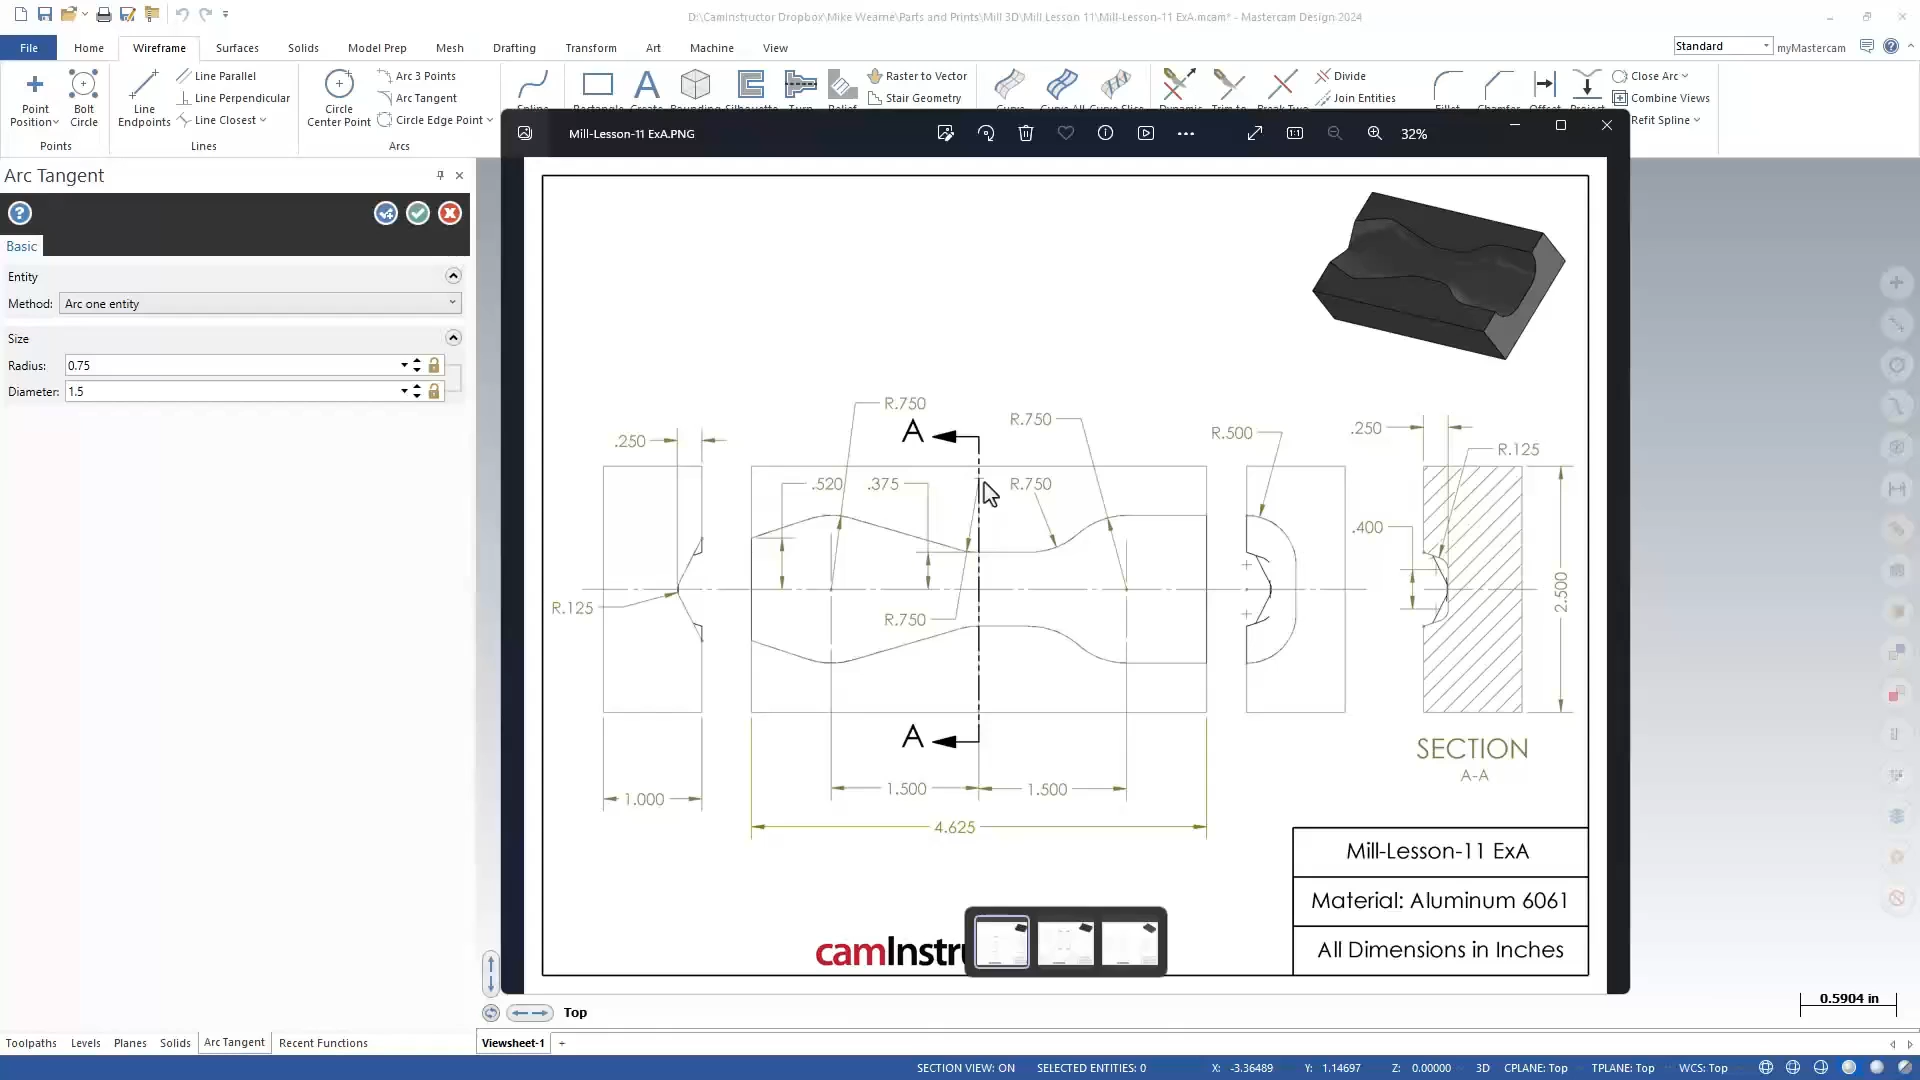 D:\CamInstructor Dropbox\Mike Wearne\Parts and Prints\Mill 3D\Mill Lesson 11\Mill-Lesson-11 ExA.mcam* - Mastercam Design 2024
File Home Wireframe Surfaces Solids Model Prep Mesh Drafting Transform Art Machine View
Standard
myMastercam
Point Position
Bolt Circle
Points
Line Endpoints
Line Parallel
Line Perpendicular
Line Closest
Lines
Circle Center Point
Arc 3 Points
Arc Tangent
Circle Edge Point
Arcs
Raster to Vector
Stair Geometry
Divide
Join Entities
Close Arc
Combine Views
Refit Spline
Arc Tangent
Basic
Entity
Method: Arc one entity
Size
Radius: 0.75
Diameter: 1.5
Mill-Lesson-11 ExA.PNG
32%
R.750
A
R.750
.250
R.500
.250
R.125
.520
.375
R.750
.400
R.125
R.750
2.500
A
SECTION
A-A
1.000
1.500
1.500
4.625
Mill-Lesson-11 ExA
Material: Aluminum 6061
All Dimensions in Inches
camInstru
0.5904 in
Top
Toolpaths Levels Planes Solids Arc Tangent Recent Functions
Viewsheet-1 +
SECTION VIEW: ON SELECTED ENTITIES: 0 X: -3.36489 Y: 1.14697 Z: 0.00000 3D CPLANE: Top TPLANE: Top WCS: Top